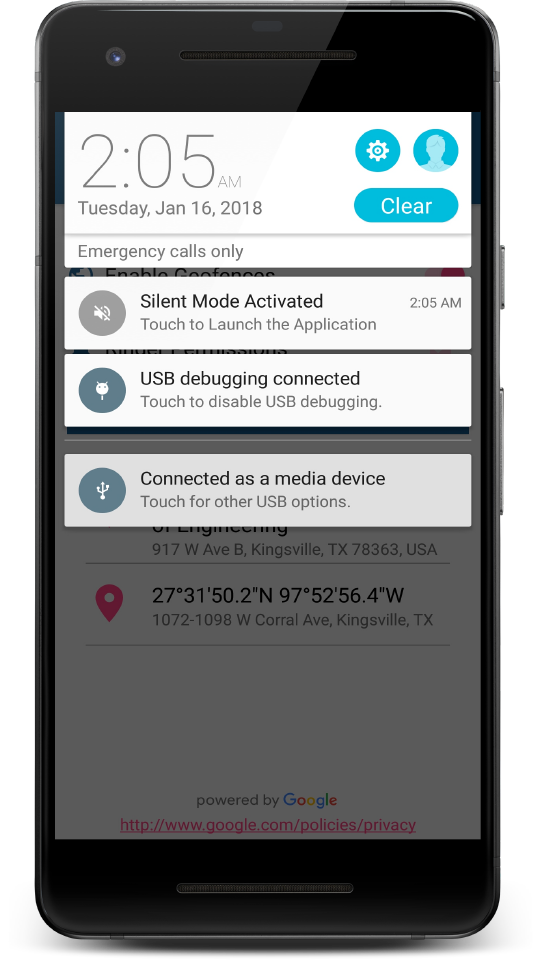 2:05 AM
Tuesday, Jan 16, 2018
Clear
Emergency calls only
Enable Geofences
Silent Mode Activated 2:05 AM
Touch to Launch the Application
Ringer Permissions
USB debugging connected
Touch to disable USB debugging.
Connected as a media device
Touch for other USB options.
of Engineering
917 W Ave B, Kingsville, TX 78363, USA
27°31'50.2"N 97°52'56.4"W
1072-1098 W Corral Ave, Kingsville, TX
powered by Google
http://www.google.com/policies/privacy